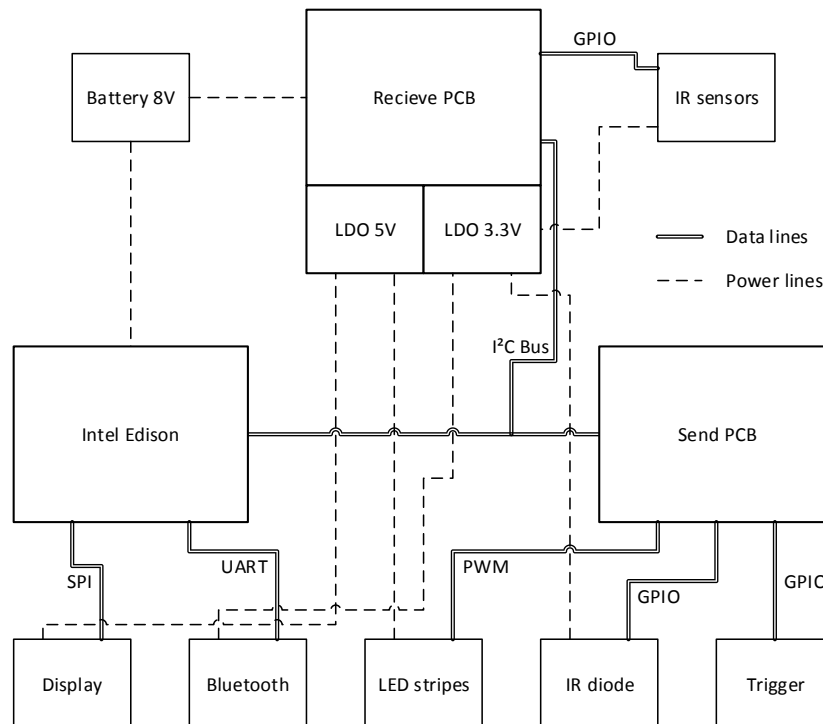 GPIO
Battery 8V
Recieve PCB
IR sensors
LDO 5V
LDO 3.3V
Data lines
Power lines
I²C Bus
Intel Edison
Send PCB
SPI
UART
PWM
GPIO
GPIO
Display
Bluetooth
LED stripes
IR diode
Trigger